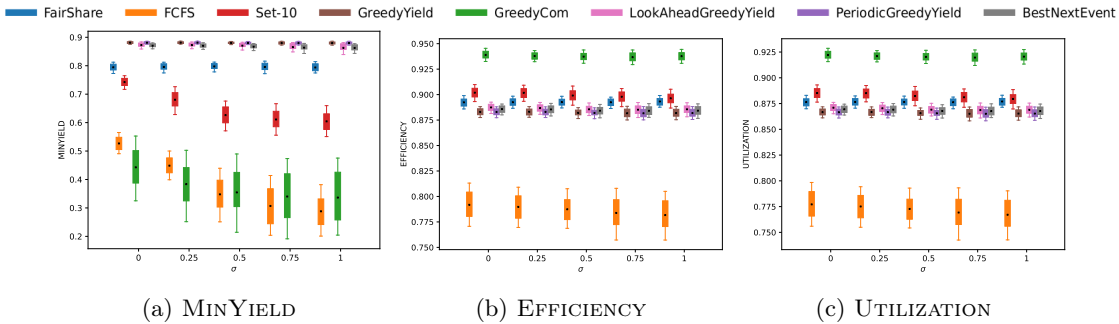 FairShare FCFS Set-10 GreedyYield GreedyCom LookAheadGreedyYield PeriodicGreedyYield BestNextEvent
0.9
0.8
0.7
0.6
0.5
0.4
0.3
0.2
MINYIELD
0 0.25 0.5 0.75 1
σ
(a) MINYIELD
0.950
0.925
0.900
0.875
0.850
0.825
0.800
0.775
0.750
EFFICIENCY
0 0.25 0.5 0.75 1
σ
(b) EFFICIENCY
0.925
0.900
0.875
0.850
0.825
0.800
0.775
0.750
UTILIZATION
0 0.25 0.5 0.75 1
σ
(c) UTILIZATION